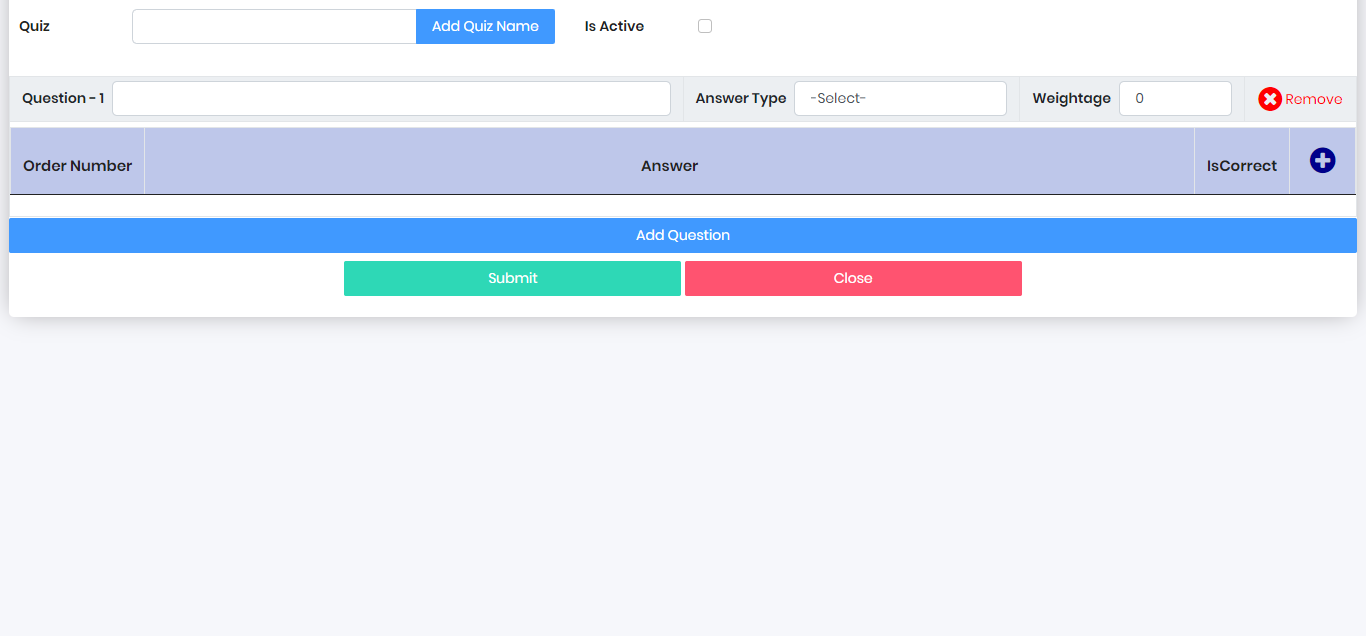 Quiz Add Quiz Name Is Active
Question - 1 Answer Type -Select- Weightage 0 Remove
Order Number Answer IsCorrect
Add Question
Submit Close